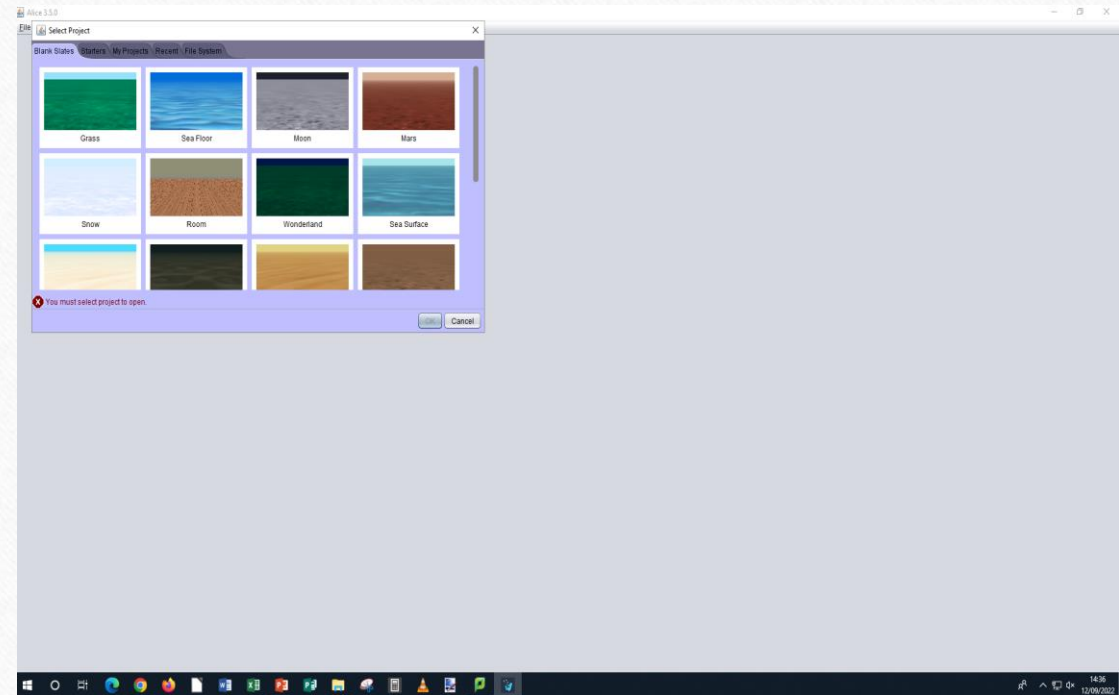 Alice 3.5.0
File
Select Project
Blank Slates Starters My Projects Recent File System
Grass Sea Floor Moon Mars
Snow Room Wonderland Sea Surface
You must select project to open.
OK Cancel
14:36
12/09/2022